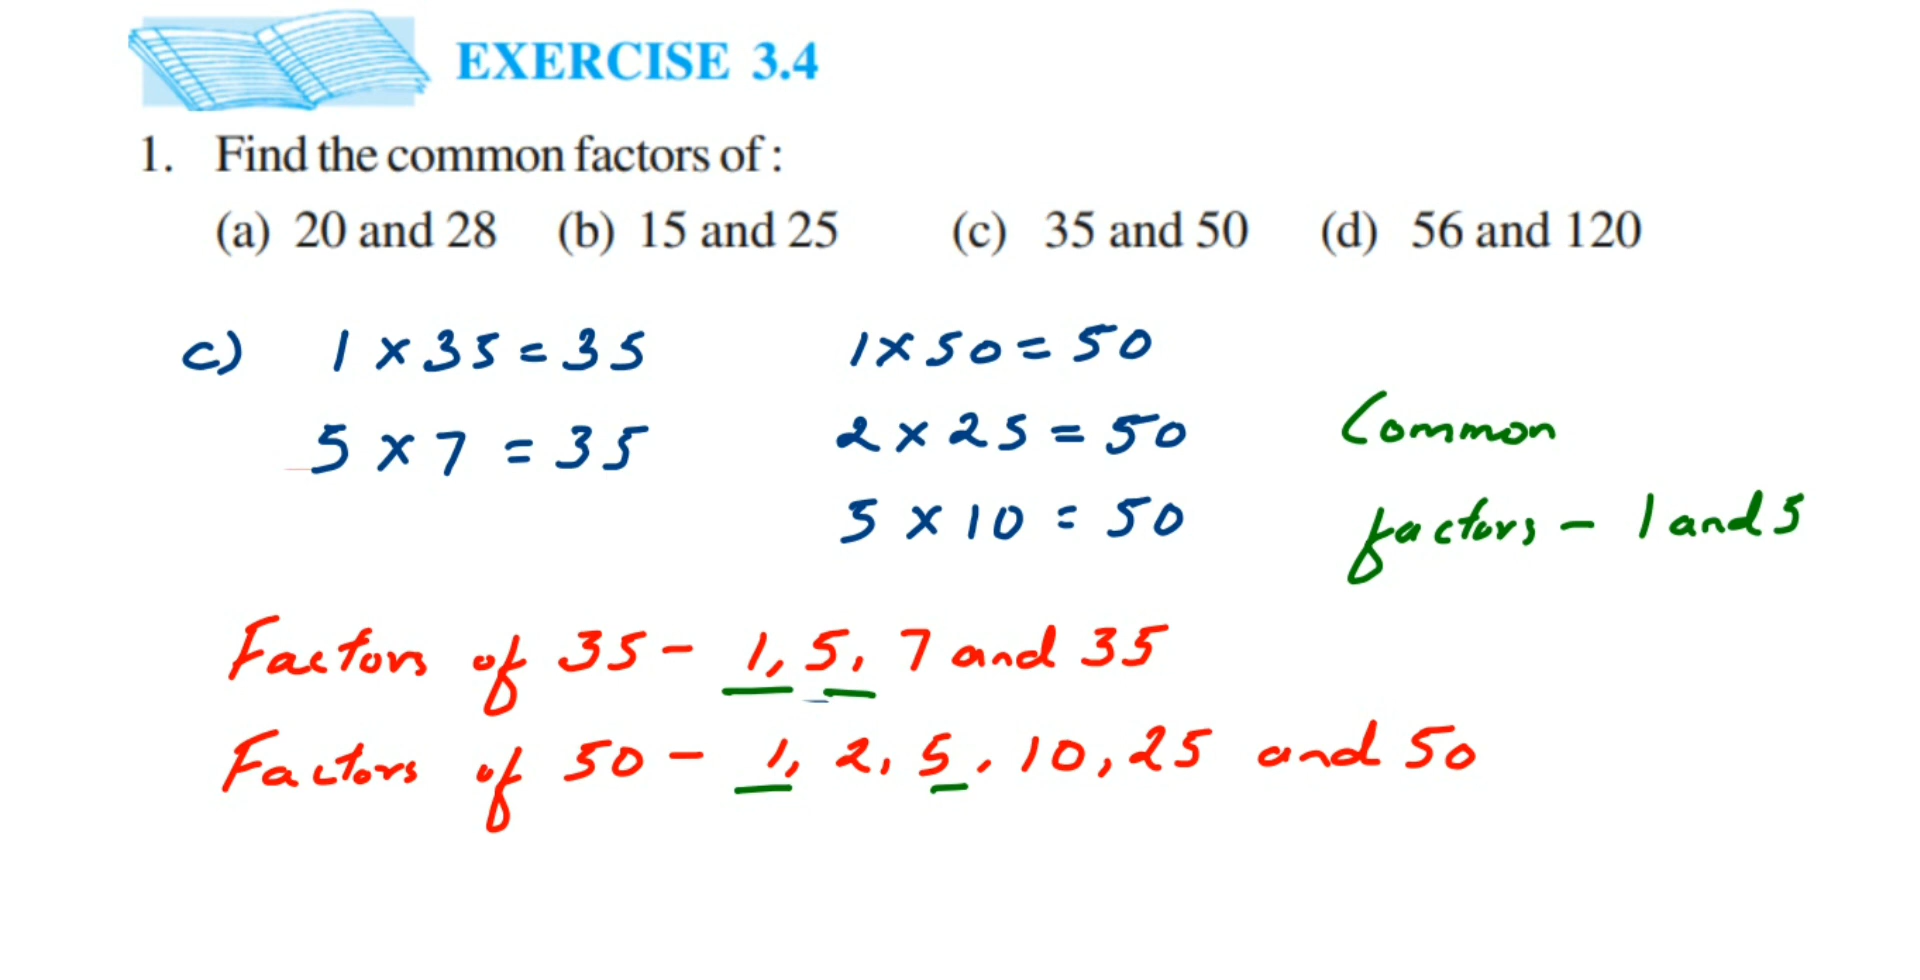 EXERCISE 3.4
1. Find the common factors of :
(a) 20 and 28 (b) 15 and 25 (c) 35 and 50 (d) 56 and 120
c) 1 × 35 = 35 1 × 50 = 50
5 × 7 = 35 2 × 25 = 50
5 × 10 = 50
Common
factors - 1 and 5
Factors of 35 - 1, 5, 7 and 35
Factors of 50 - 1, 2, 5, 10, 25 and 50